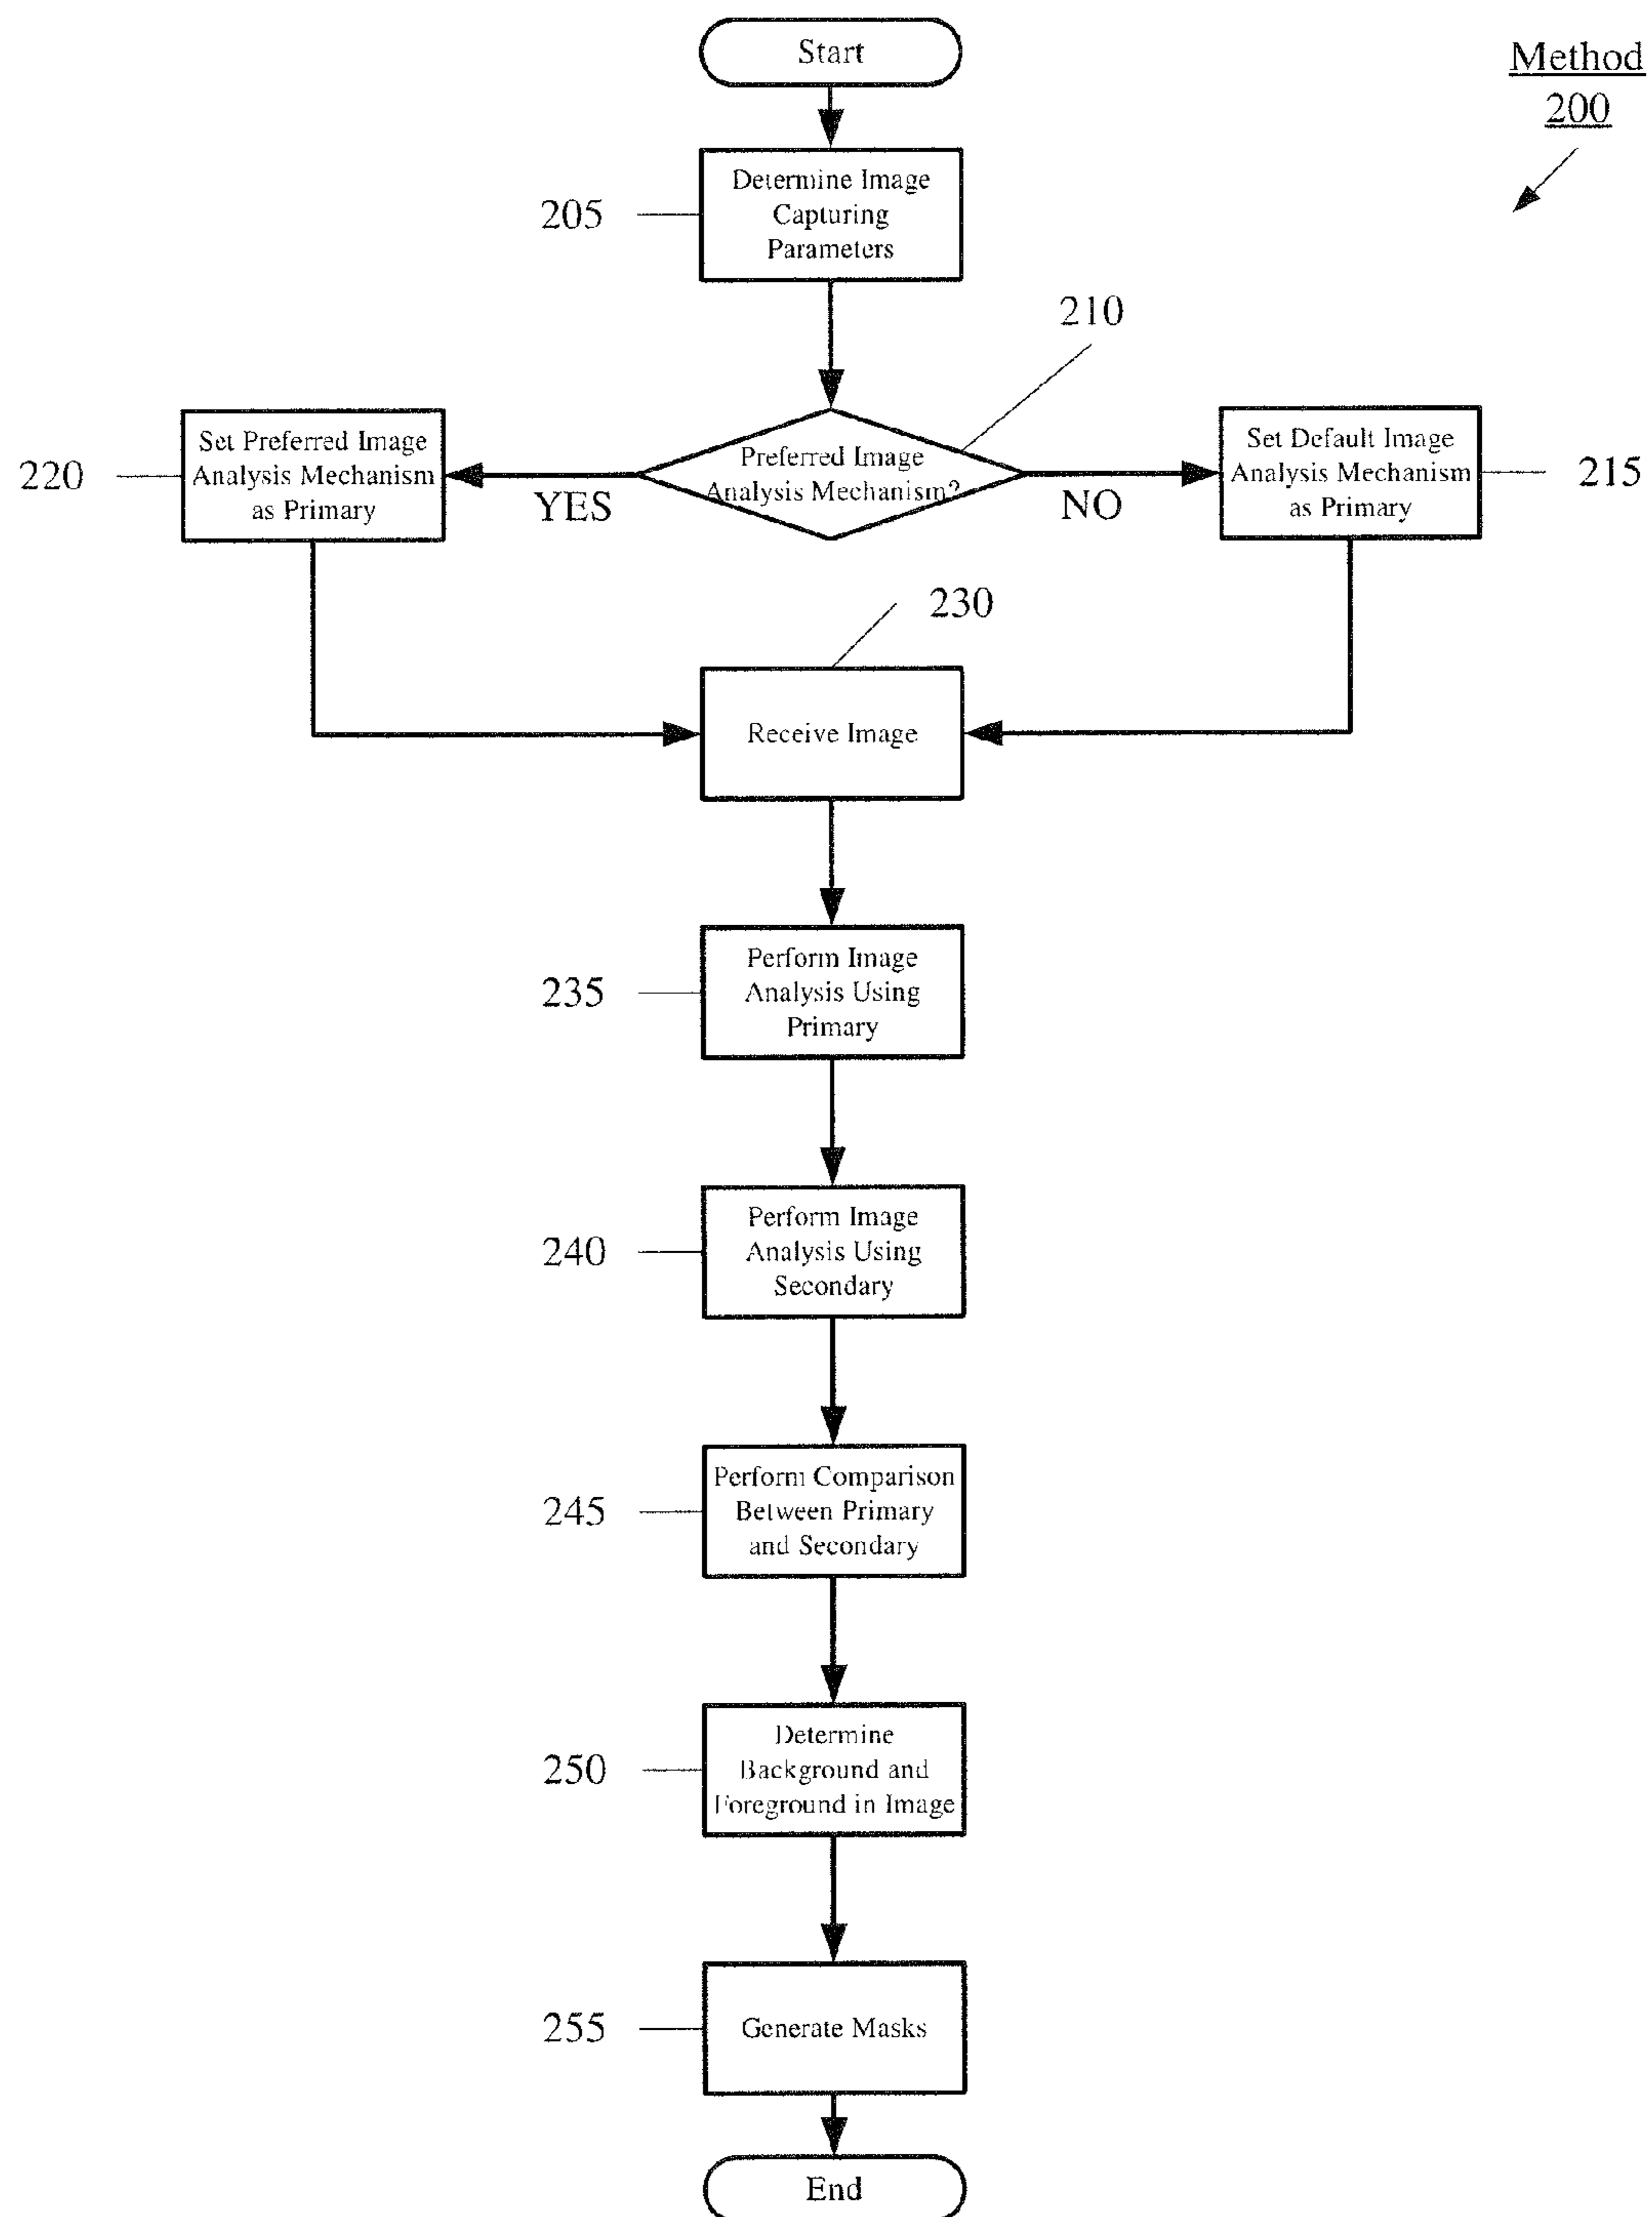 Start
Method
200
205
Determine Image
Capturing
Parameters
210
220
Set Preferred Image
Analysis Mechanism
as Primary
YES
Preferred Image
Analysis Mechanism?
NO
Set Default Image
Analysis Mechanism
as Primary
215
230
Receive Image
235
Perform Image
Analysis Using
Primary
240
Perform Image
Analysis Using
Secondary
245
Perform Comparison
Between Primary
and Secondary
250
Determine
Background and
Foreground in Image
255
Generate Masks
End